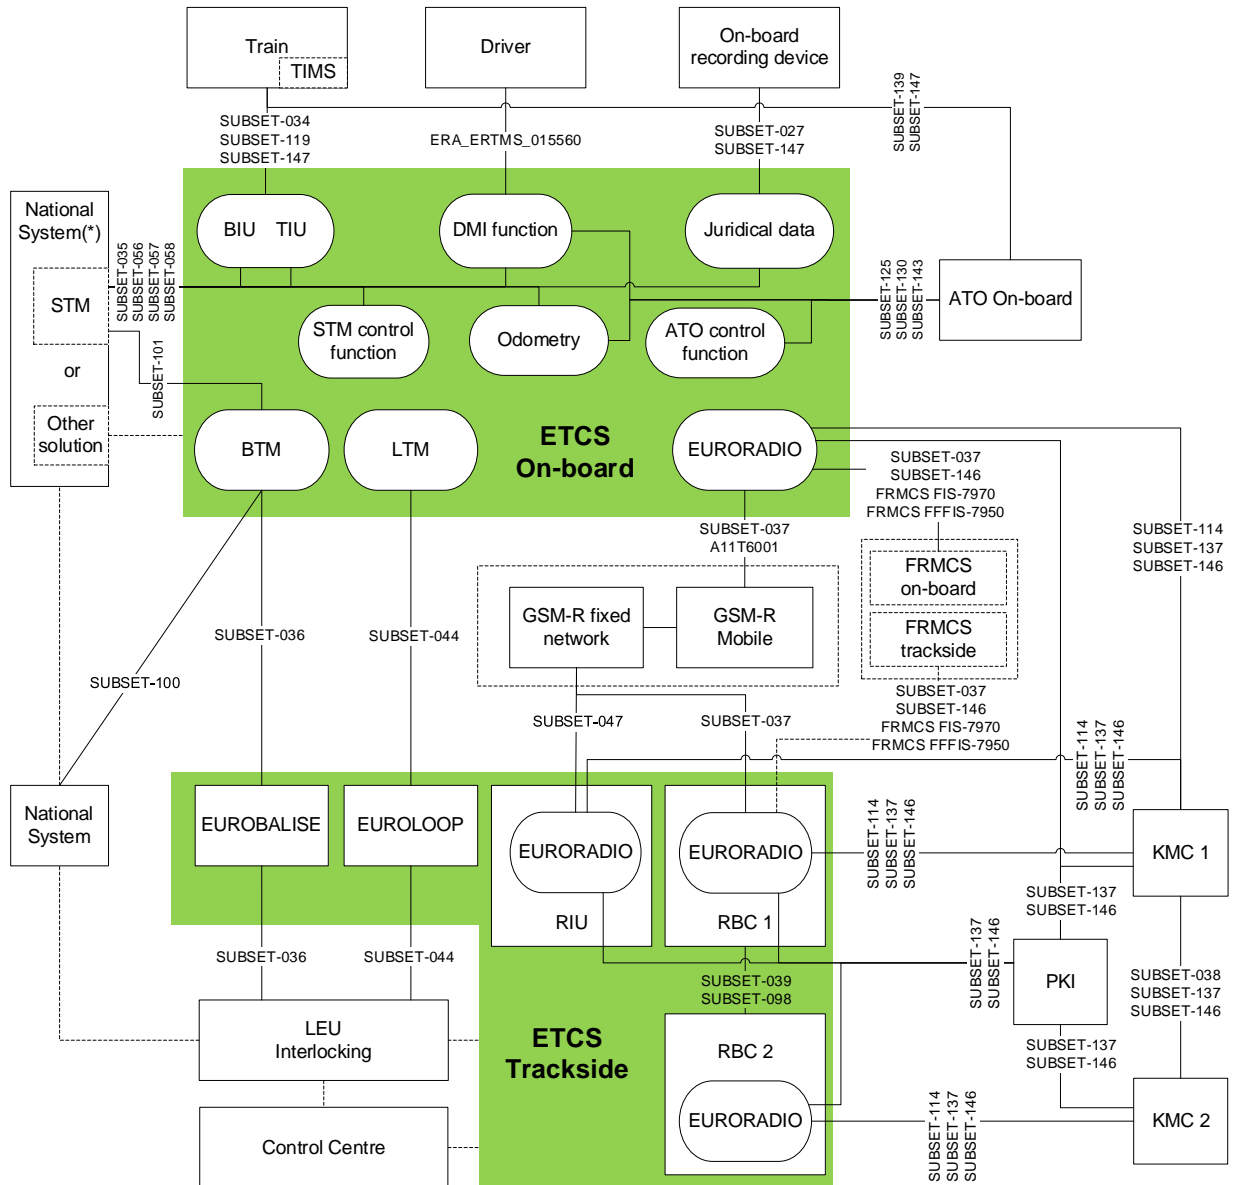 Train
TIMS
Driver
On-board
recording device
SUBSET-139
SUBSET-147
SUBSET-034
SUBSET-119
SUBSET-147
ERA_ERTMS_015560
SUBSET-027
SUBSET-147
National
System(*)
STM
or
Other
solution
SUBSET-035
SUBSET-056
SUBSET-057
SUBSET-058
BIU TIU
DMI function
Juridical data
SUBSET-125
SUBSET-130
SUBSET-143
ATO On-board
STM control
function
Odometry
ATO control
function
SUBSET-101
BTM
LTM
ETCS
On-board
EURORADIO
SUBSET-037
SUBSET-146
FRMCS FIS-7970
FRMCS FFFIS-7950
SUBSET-037
A11T6001
SUBSET-114
SUBSET-137
SUBSET-146
FRMCS
on-board
FRMCS
trackside
GSM-R fixed
network
GSM-R
Mobile
SUBSET-036
SUBSET-044
SUBSET-100
SUBSET-037
SUBSET-146
FRMCS FIS-7970
FRMCS FFFIS-7950
SUBSET-047
SUBSET-037
SUBSET-114
SUBSET-137
SUBSET-146
National
System
EUROBALISE
EUROLOOP
EURORADIO
RIU
EURORADIO
RBC 1
SUBSET-114
SUBSET-137
SUBSET-146
KMC 1
SUBSET-137
SUBSET-146
SUBSET-036
SUBSET-044
SUBSET-039
SUBSET-098
SUBSET-137
SUBSET-146
PKI
SUBSET-038
SUBSET-137
SUBSET-146
LEU
Interlocking
ETCS
Trackside
RBC 2
EURORADIO
SUBSET-137
SUBSET-146
SUBSET-114
SUBSET-137
SUBSET-146
KMC 2
Control Centre